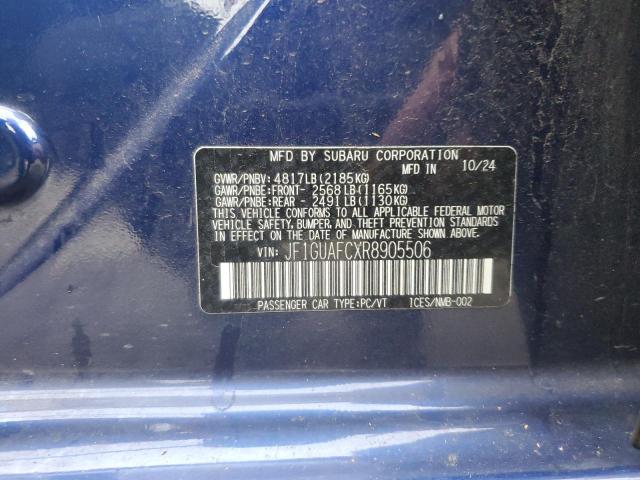 MFD BY SUBARU CORPORATION
GVWR/PNBV: 4817LB(2185KG) MFD IN 10/24
GAWR/PNBE:FRONT- 2568LB(1165KG)
GAWR/PNBE:REAR - 2491LB(1130KG)
THIS VEHICLE CONFORMS TO ALL APPLICABLE FEDERAL MOTOR
VEHICLE SAFETY, BUMPER, AND THEFT PREVENTION STANDARDS
IN EFFECT ON THE DATE OF MANUFACTURE SHOWN ABOVE.
VIN: JF1GUAFCXR8905506
PASSENGER CAR TYPE:PC/VT ICES/NMB-002